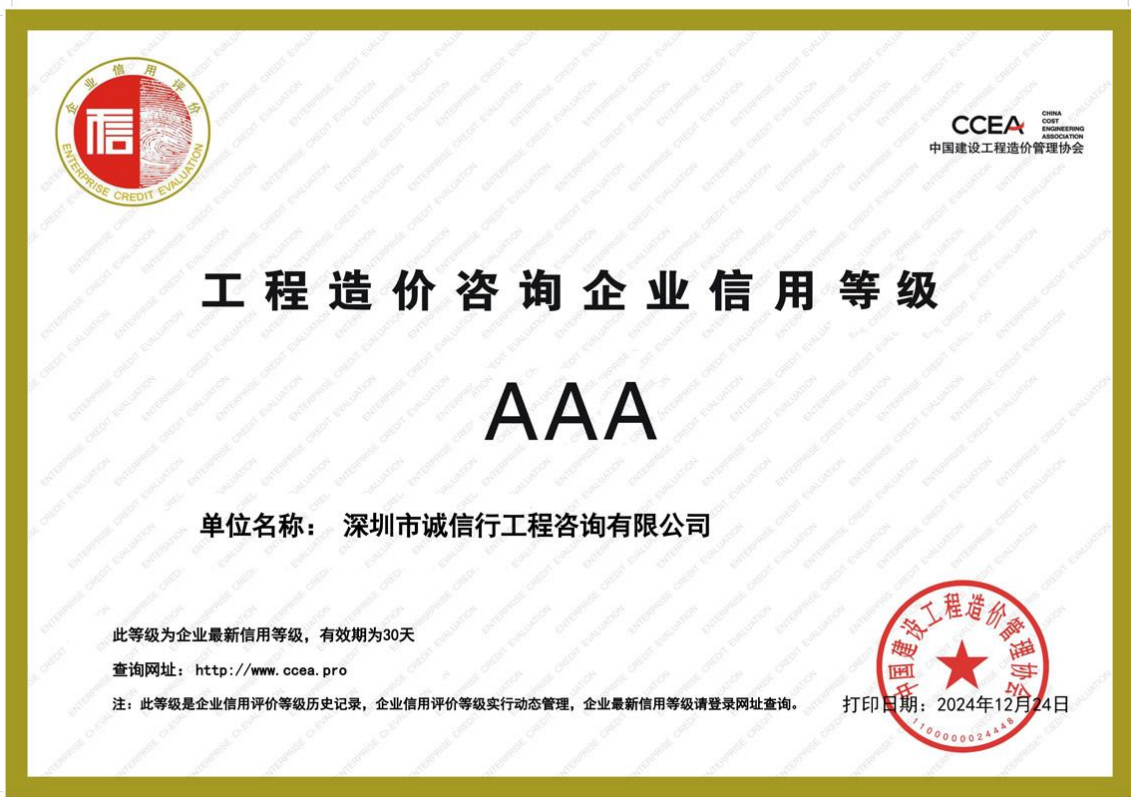 企业信用评价
信
ENTERPRISE CREDIT EVALUATION
CCEA
CHINA
COST
ENGINEERING
ASSOCIATION
中国建设工程造价管理协会
工程造价咨询企业信用等级
AAA
单位名称： 深圳市诚信行工程咨询有限公司
此等级为企业最新信用等级，有效期为30天
查询网址： http://www.ccea.pro
注：此等级是企业信用评价等级历史记录，企业信用评价等级实行动态管理，企业最新信用等级请登录网址查询。
打印日期： 2024年12月24日
中国建设工程造价管理协会
1100000024448